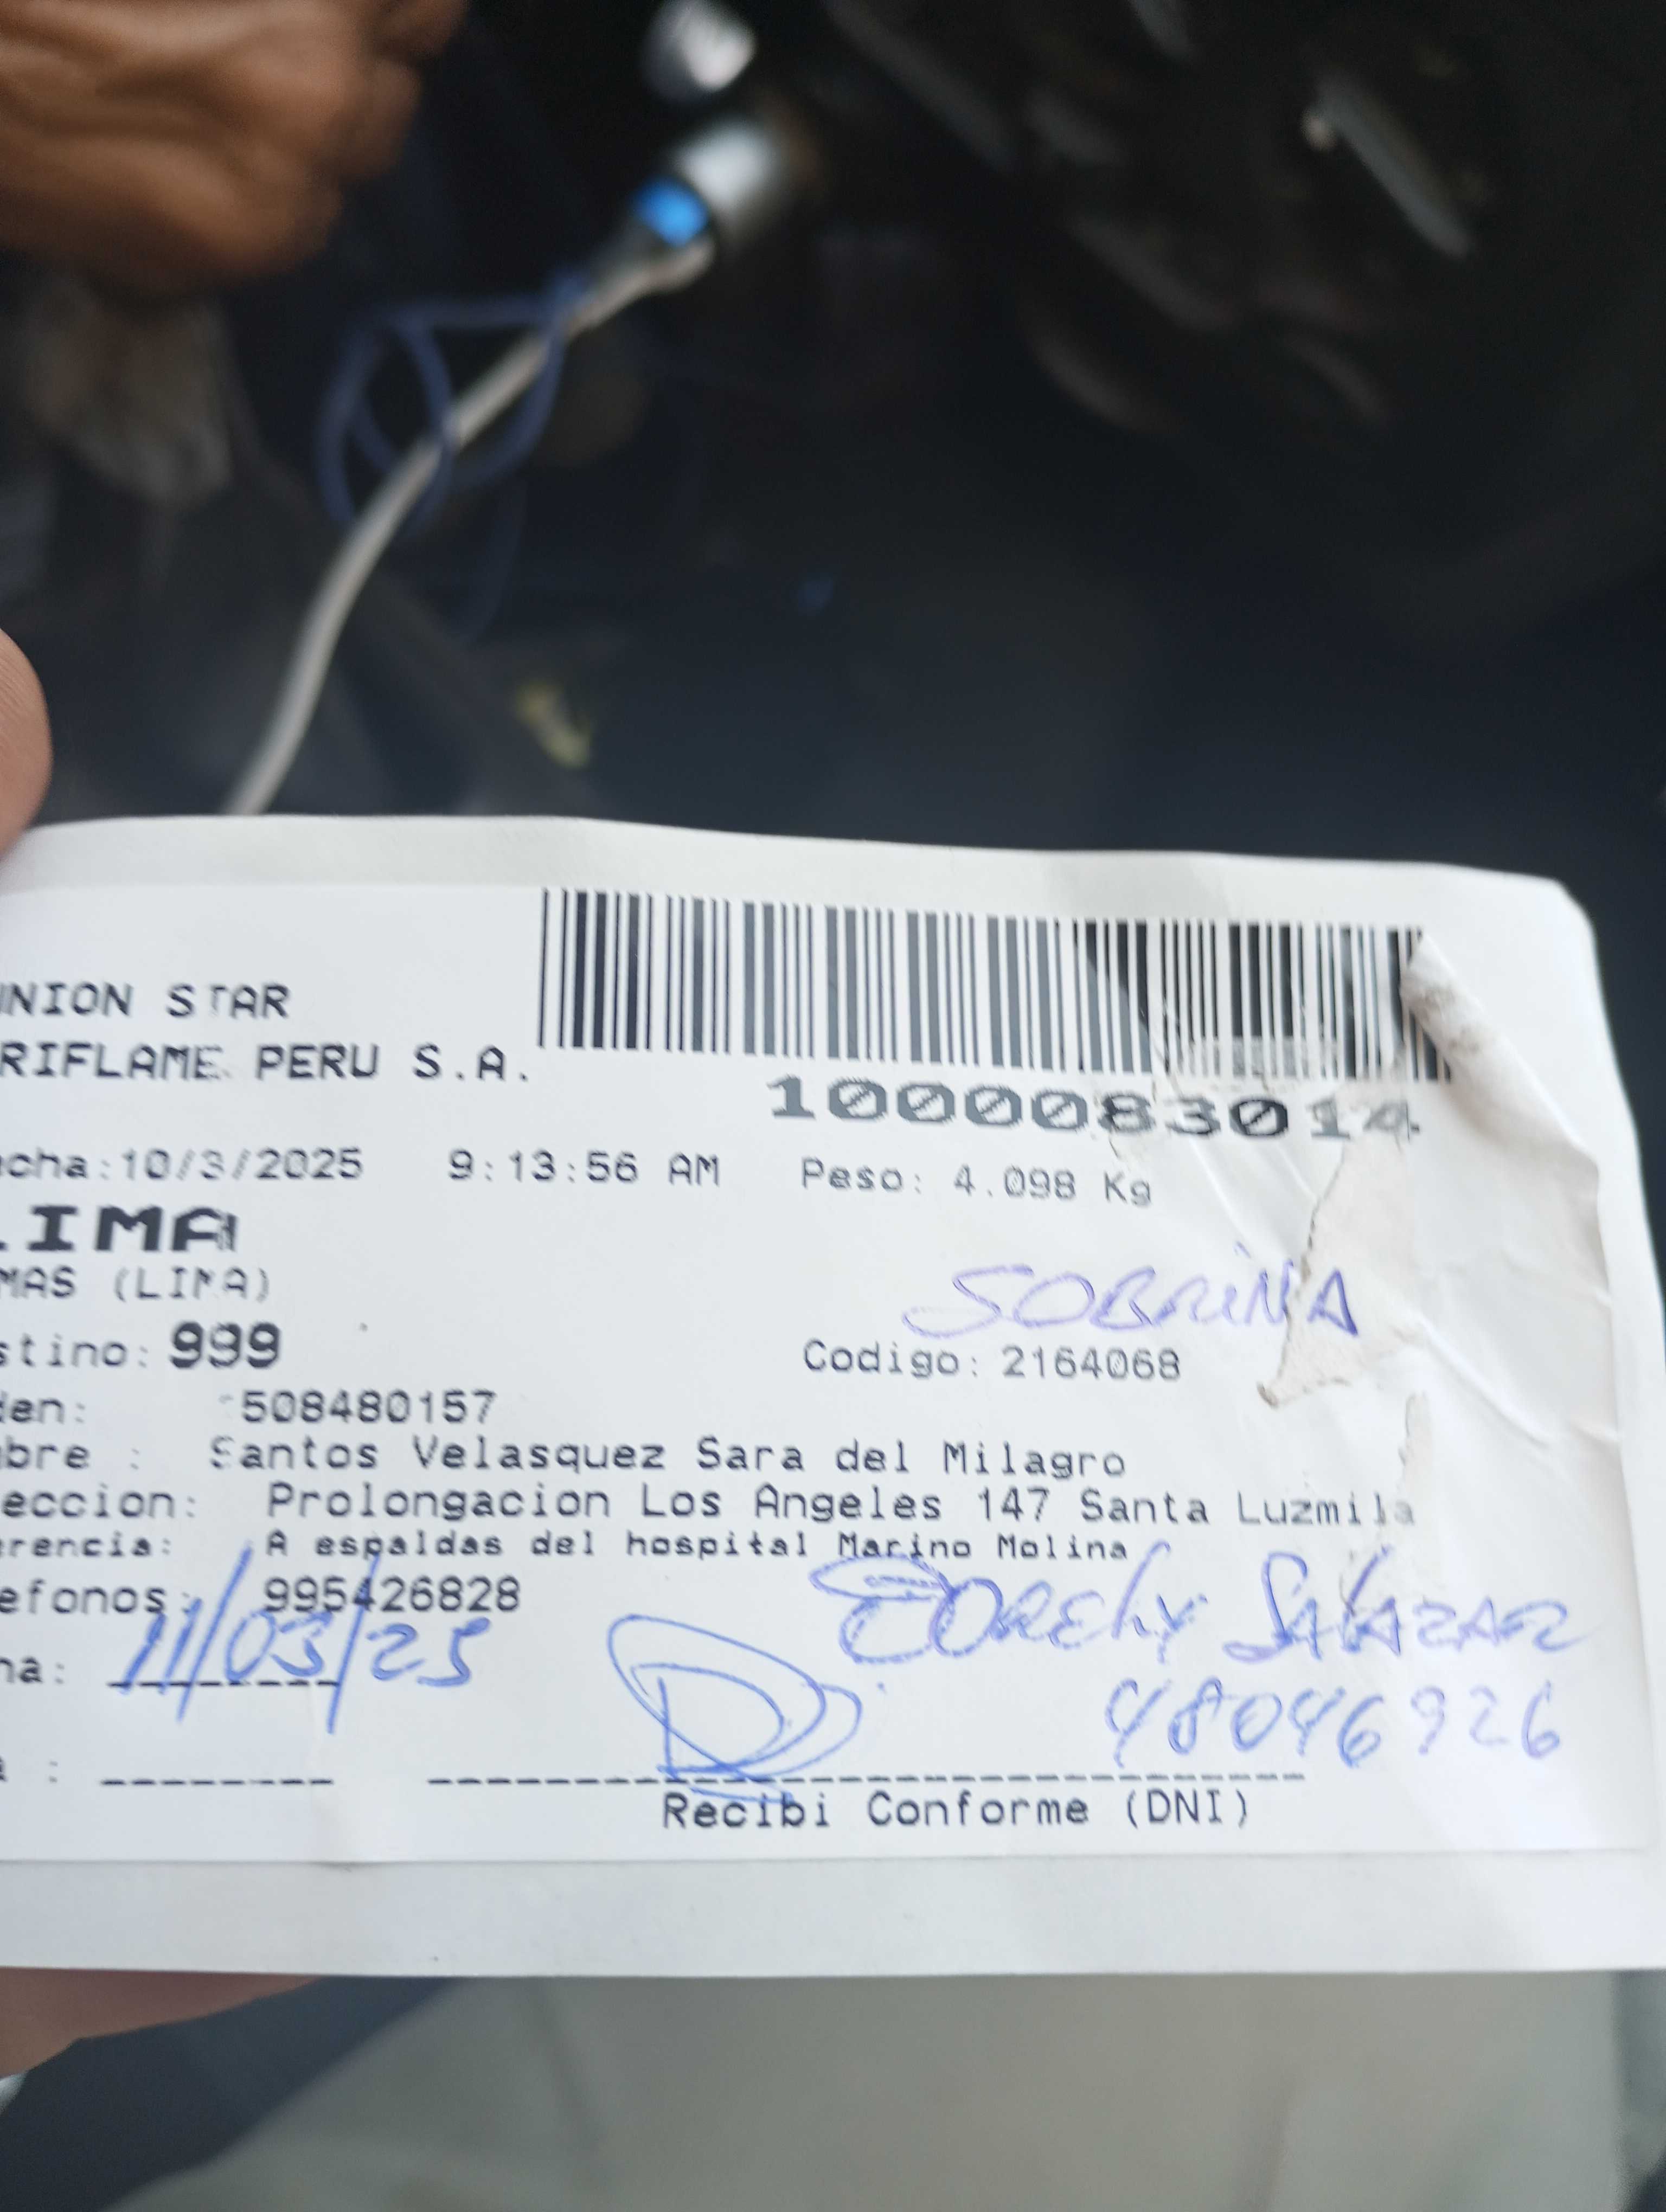 NION STAR
RIFLAME PERU S.A.
1000083014
cha:10/3/2025 9:13:56 AM Peso: 4.098 Kg
IMA
MAS (LIMA)
SOBRINA
stino: 999
Codigo: 2164068
den: 508480157
bre : Santos Velasquez Sara del Milagro
eccion: Prolongacion Los Angeles 147 Santa Luzmila
erencia: A espaldas del hospital Marino Molina
efonos: 995426828
Salazar
ha: 11/03/25
48046926
a :
Recibi Conforme (DNI)